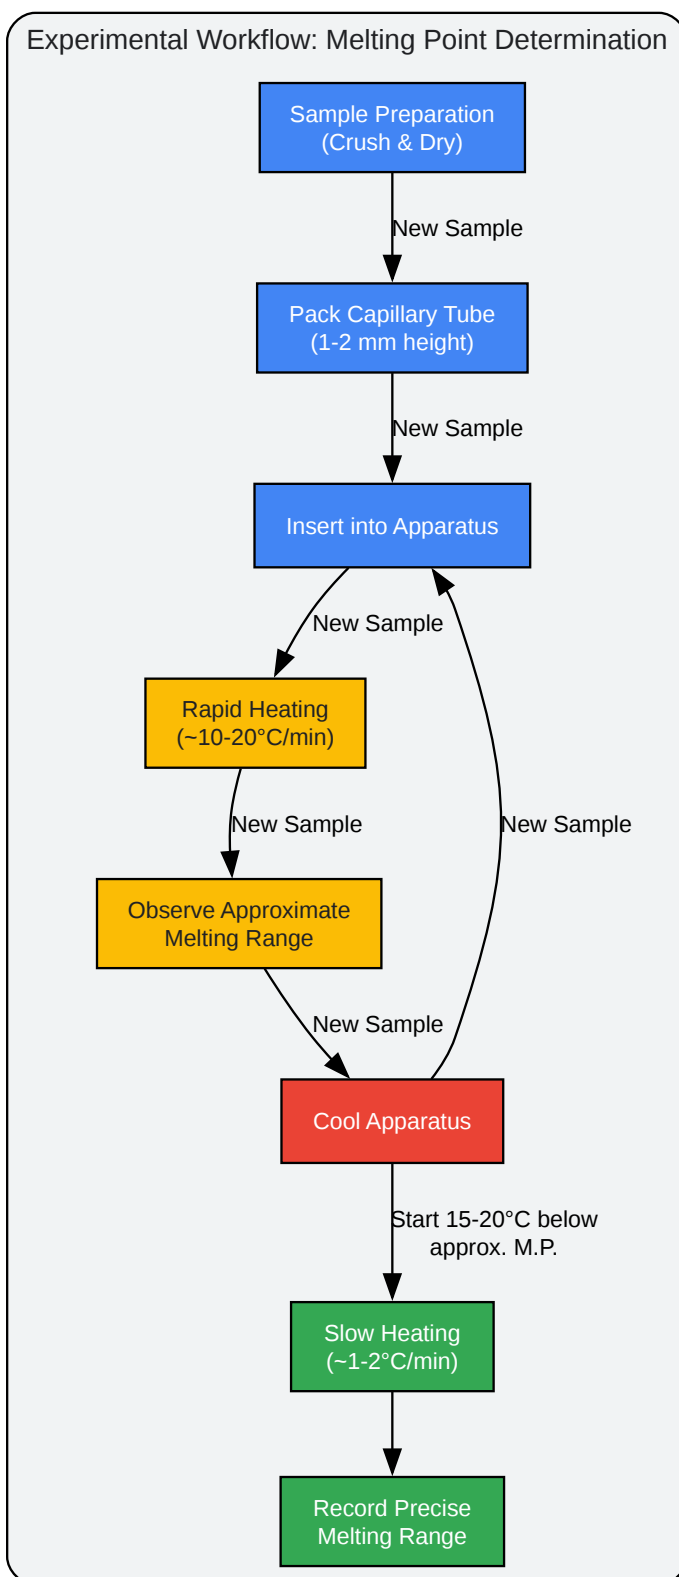 Experimental Workflow: Melting Point Determination
Sample Preparation
(Crush & Dry)
New Sample
Pack Capillary Tube
(1-2 mm height)
New Sample
Insert into Apparatus
New Sample
Rapid Heating
(~10-20°C/min)
New Sample
New Sample
Observe Approximate
Melting Range
New Sample
Cool Apparatus
Start 15-20°C below
approx. M.P.
Slow Heating
(~1-2°C/min)
Record Precise
Melting Range